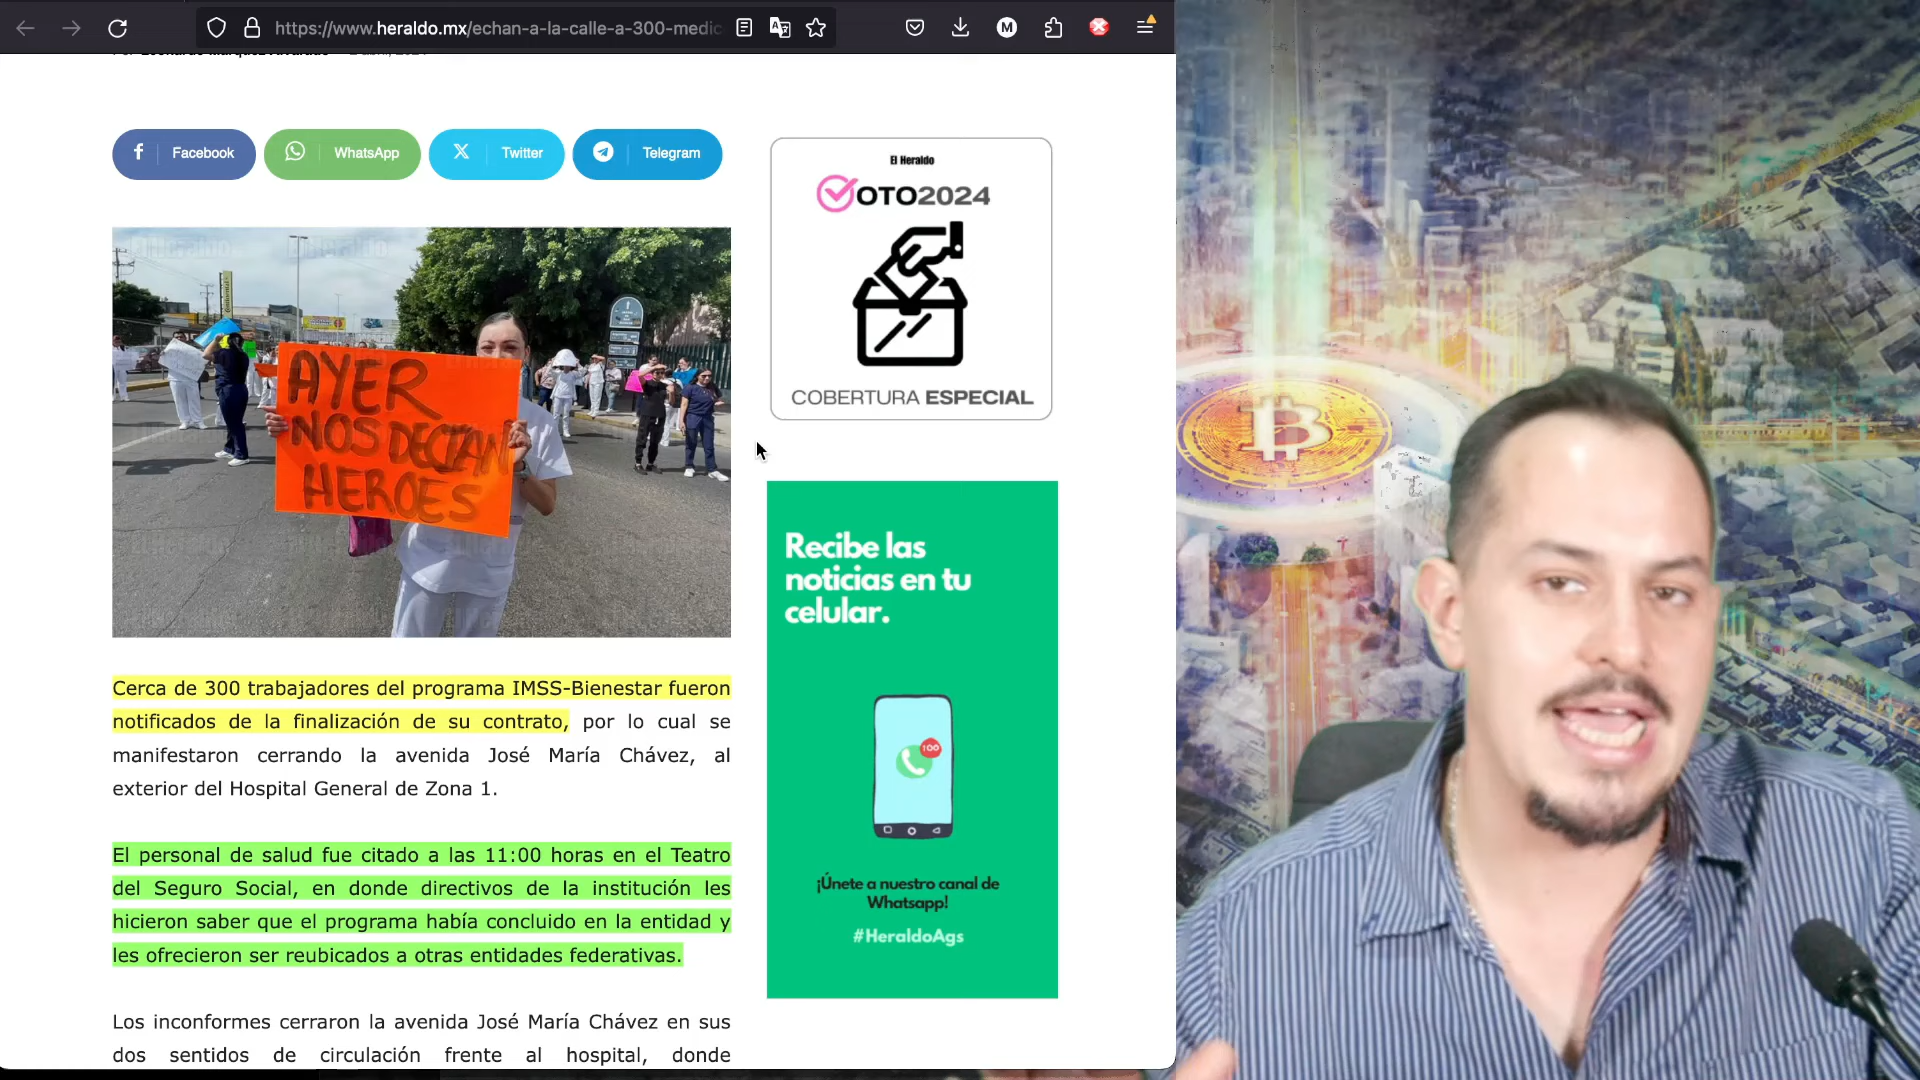 https://www.heraldo.mx/echan-a-la-calle-a-300-medic
M
Facebook
WhatsApp
Twitter
Telegram
AYER
NOS DECIAN
HEROES
El Heraldo
VOTO2024
COBERTURA ESPECIAL
Recibe las
noticias en tu
celular.
100
¡Únete a nuestro canal de
Whatsapp!
#HeraldoAgs
Cerca de 300 trabajadores del programa IMSS-Bienestar fueron
notificados de la finalización de su contrato, por lo cual se
manifestaron cerrando la avenida José María Chávez, al
exterior del Hospital General de Zona 1.
El personal de salud fue citado a las 11:00 horas en el Teatro
del Seguro Social, en donde directivos de la institución les
hicieron saber que el programa había concluido en la entidad y
les ofrecieron ser reubicados a otras entidades federativas.
Los inconformes cerraron la avenida José María Chávez en sus
dos sentidos de circulación frente al hospital, donde